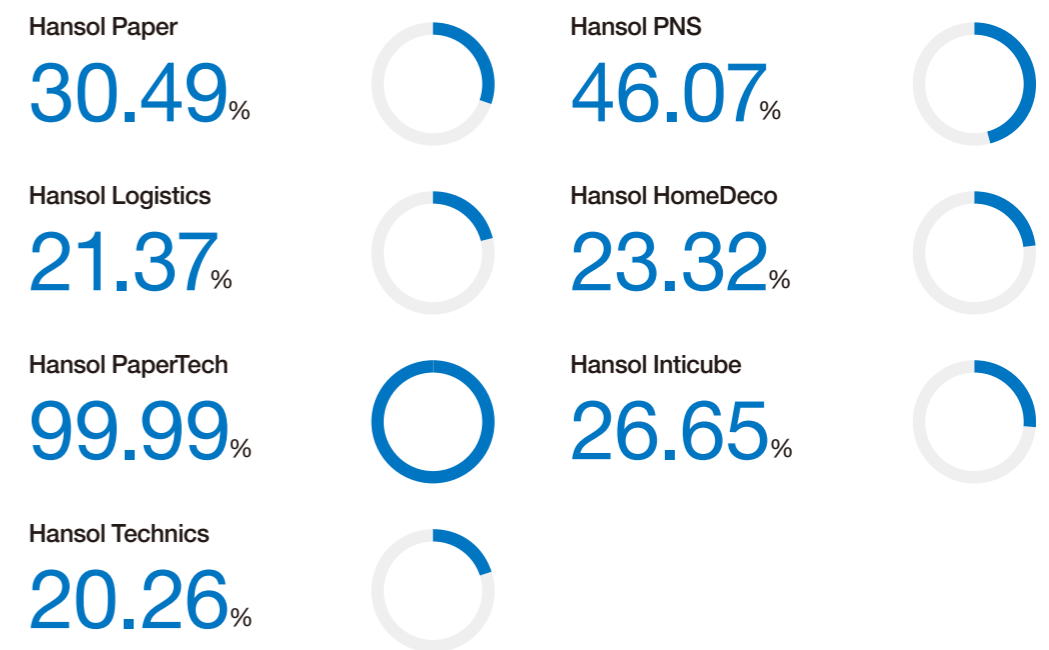 Hansol Paper
30.49%
Hansol PNS
46.07%
Hansol Logistics
21.37%
Hansol HomeDeco
23.32%
Hansol PaperTech
99.99%
Hansol Inticube
26.65%
Hansol Technics
20.26%